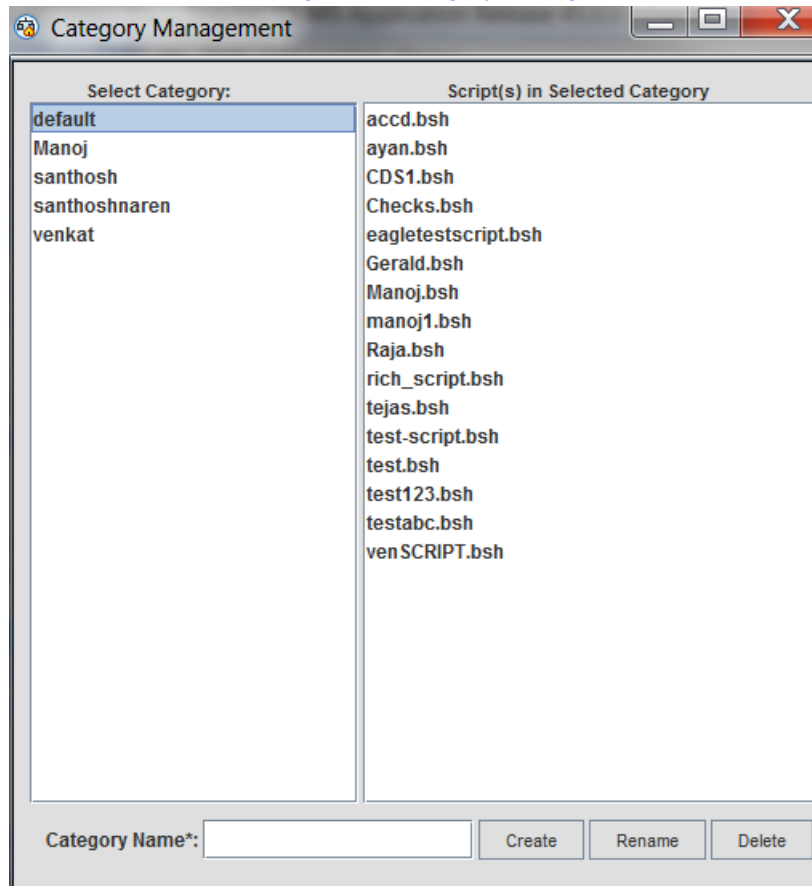 Category Management
Select Category:
Script(s) in Selected Category
default
Manoj
santhosh
santhoshnaren
venkat
accd.bsh
ayan.bsh
CDS1.bsh
Checks.bsh
eagletestscript.bsh
Gerald.bsh
Manoj.bsh
manoj1.bsh
Raja.bsh
rich_script.bsh
tejas.bsh
test-script.bsh
test.bsh
test123.bsh
testabc.bsh
venSCRIPT.bsh
Category Name*:
Create
Rename
Delete